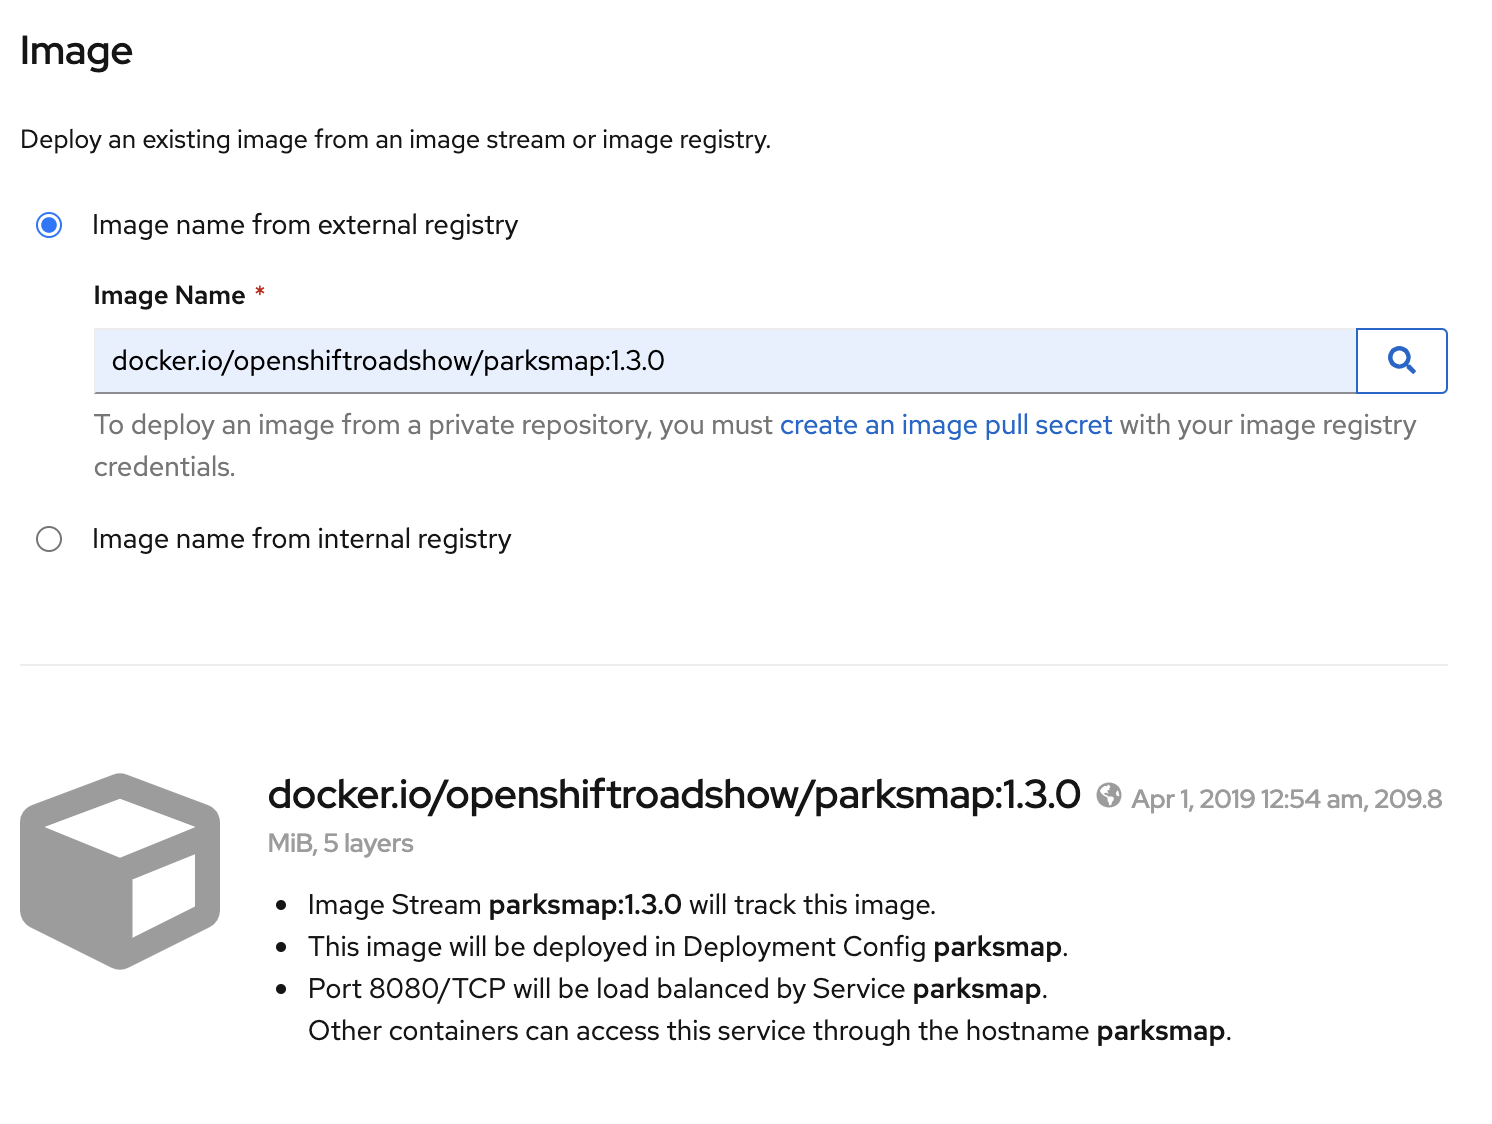 Image
Deploy an existing image from an image stream or image registry.
Image name from external registry
Image Name *
docker.io/openshiftroadshow/parksmap:1.3.0
To deploy an image from a private repository, you must create an image pull secret with your image registry
credentials.
Image name from internal registry
docker.io/openshiftroadshow/parksmap:1.3.0 Apr 1, 2019 12:54 am, 209.8
MiB, 5 layers
• Image Stream parksmap:1.3.0 will track this image.
• This image will be deployed in Deployment Config parksmap.
• Port 8080/TCP will be load balanced by Service parksmap.
Other containers can access this service through the hostname parksmap.